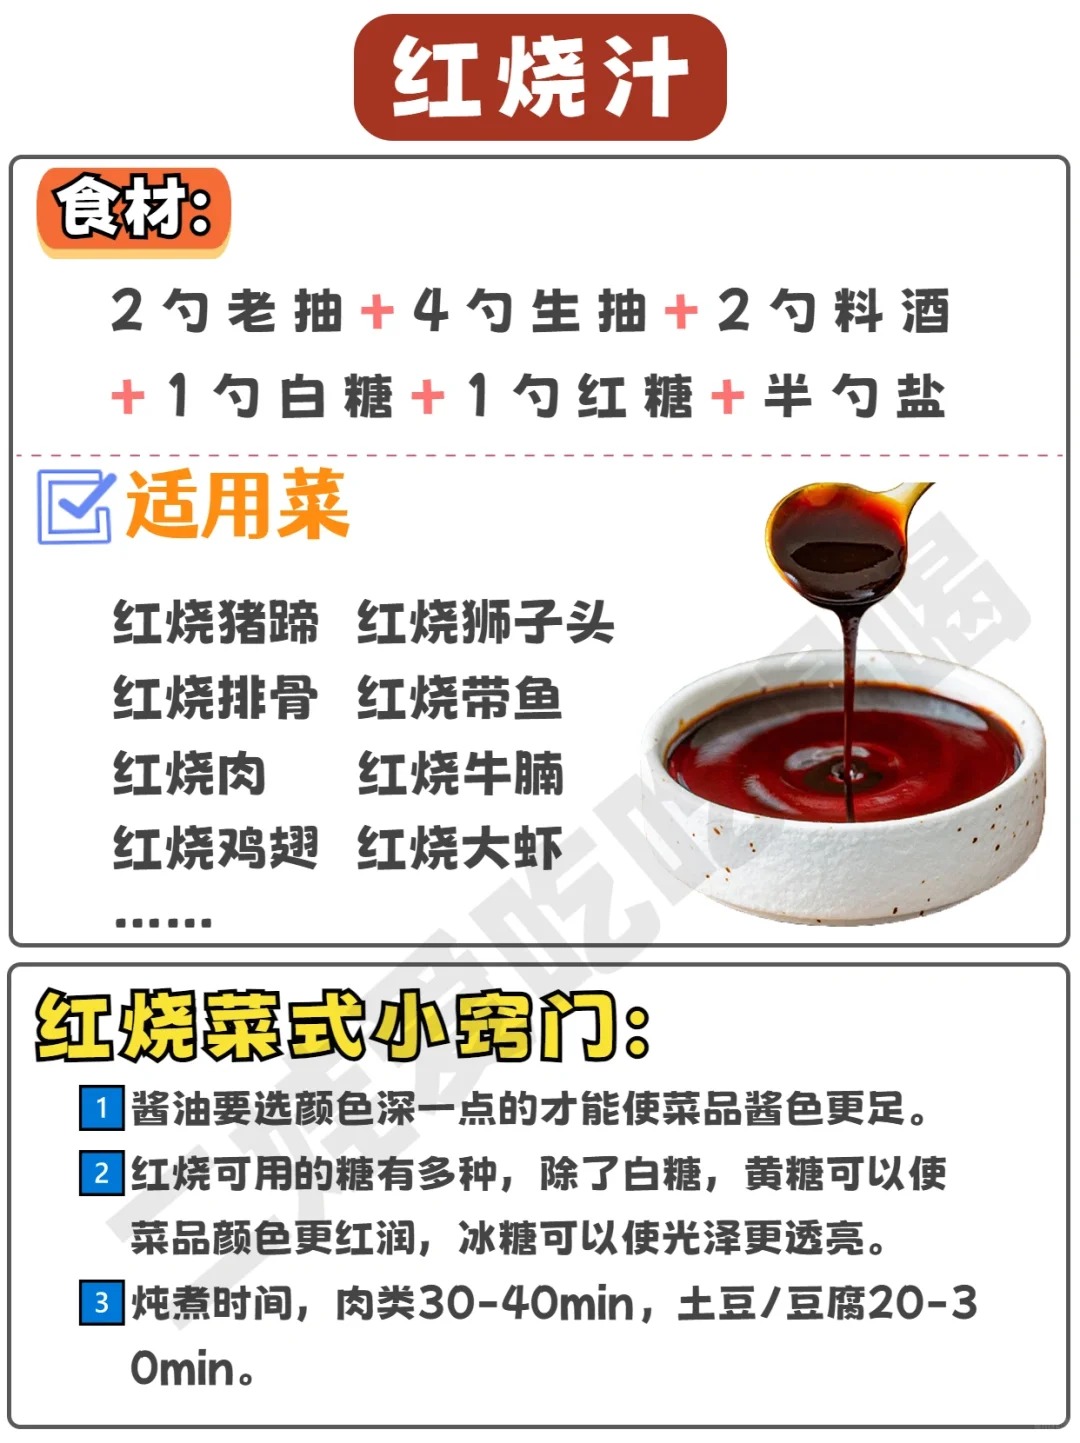 红烧汁
食材:
2勺老抽+4勺生抽+2勺料酒
+1勺白糖+1勺红糖+半勺盐
适用菜
红烧猪蹄 红烧狮子头
红烧排骨 红烧带鱼
红烧肉 红烧牛腩
红烧鸡翅 红烧大虾
......
红烧菜式小窍门:
1 酱油要选颜色深一点的才能使菜品酱色更足。
2 红烧可用的糖有多种，除了白糖，黄糖可以使
菜品颜色更红润，冰糖可以使光泽更透亮。
3 炖煮时间，肉类30-40min，土豆/豆腐20-3
0min。